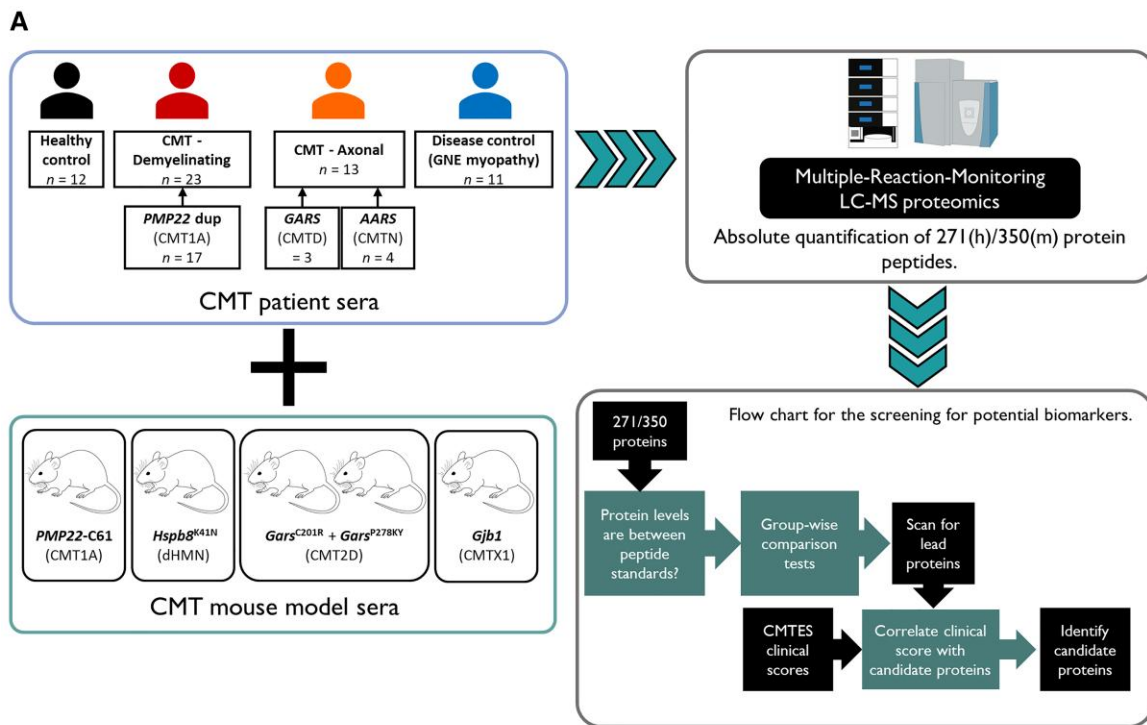 A
Healthy
control
n = 12
CMT -
Demyelinating
n = 23
CMT - Axonal
n = 13
Disease control
(GNE myopathy)
n = 11
PMP22 dup
(CMT1A)
n = 17
GARS
(CMTD)
= 3
AARS
(CMTN)
n = 4
CMT patient sera
Multiple-Reaction-Monitoring
LC-MS proteomics
Absolute quantification of 271(h)/350(m) protein
peptides.
PMP22-C61
(CMT1A)
Hspb8K41N
(dHMN)
GarsC201R + GarsP278KY
(CMT2D)
Gjb1
(CMTX1)
CMT mouse model sera
Flow chart for the screening for potential biomarkers.
271/350
proteins
Protein levels
are between
peptide
standards?
Group-wise
comparison
tests
Scan for
lead
proteins
CMTES
clinical
scores
Correlate clinical
score with
candidate proteins
Identify
candidate
proteins